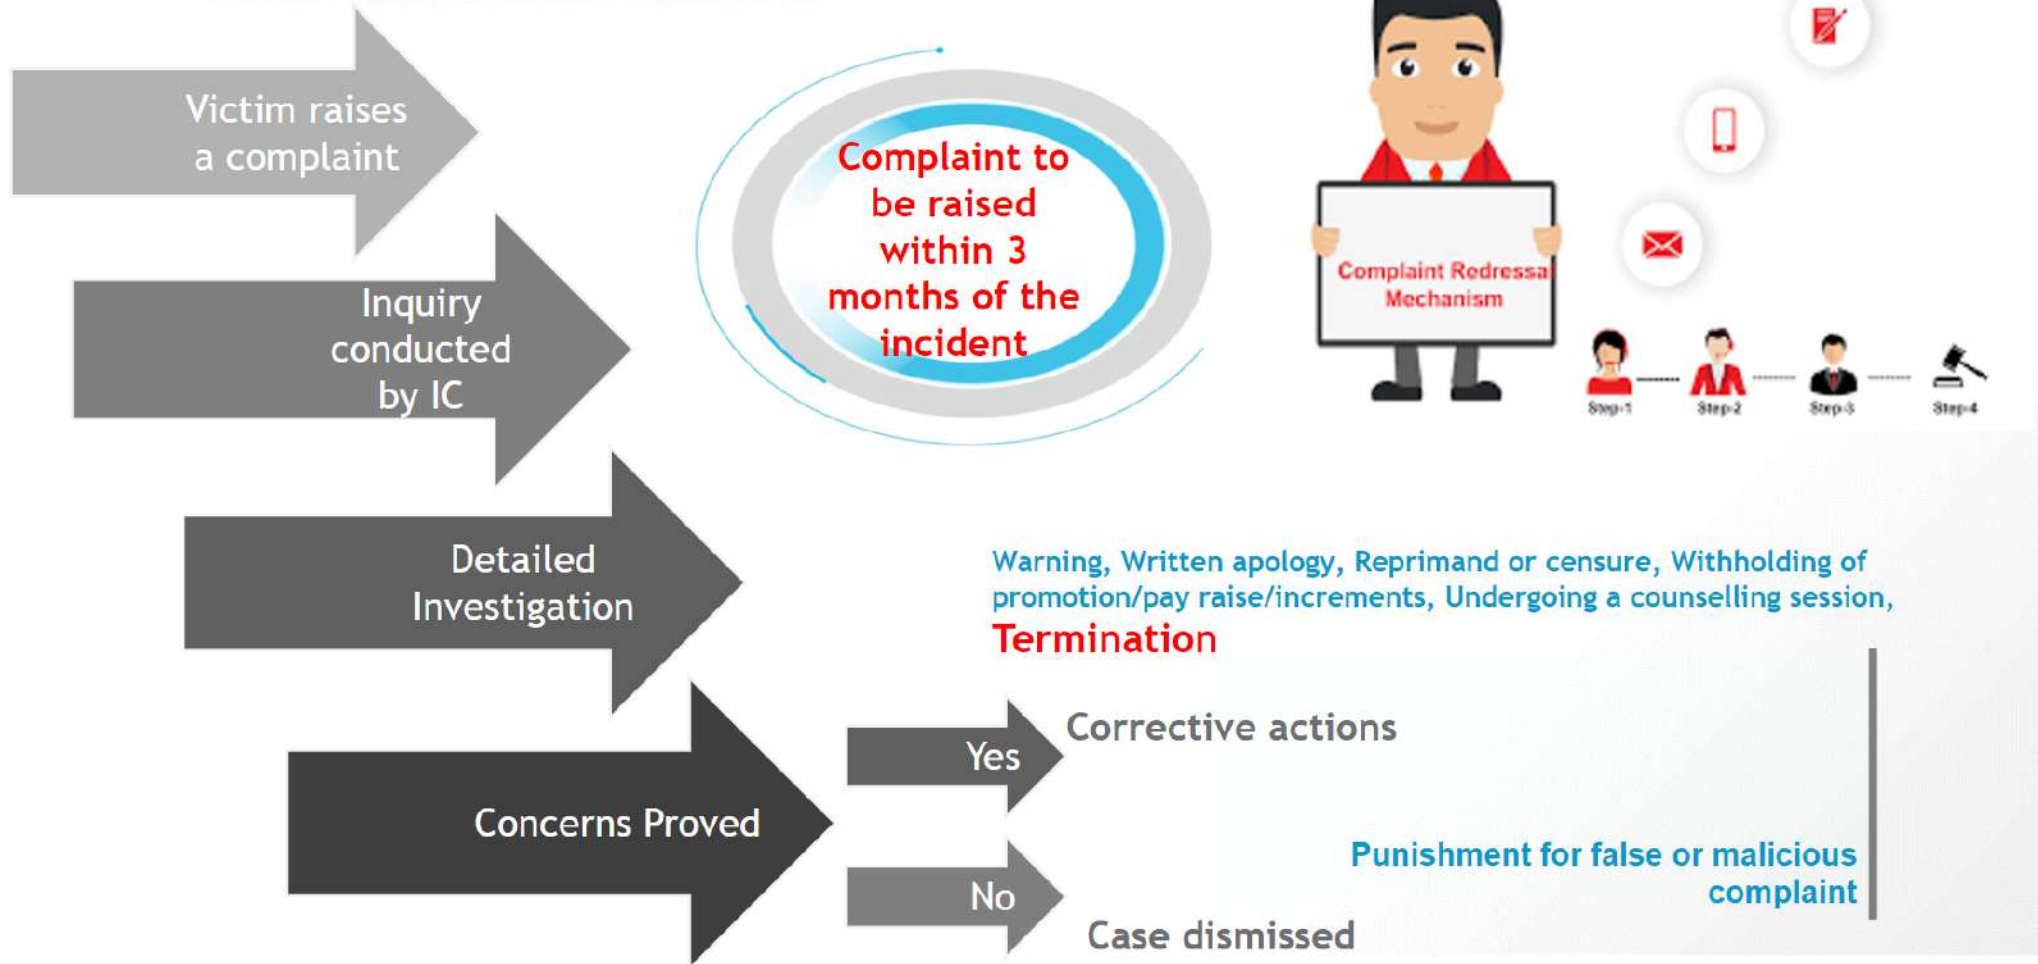 Victim raises
a complaint
Complaint to
be raised
within 3
months of the
incident
Complaint Redressal
Mechanism
Step-1
Step-2
Step-3
Step-4
Inquiry
conducted
by IC
Detailed
Investigation
Warning, Written apology, Reprimand or censure, Withholding of
promotion/pay raise/increments, Undergoing a counselling session,
Termination
Concerns Proved
Yes
Corrective actions
Punishment for false or malicious
complaint
No
Case dismissed